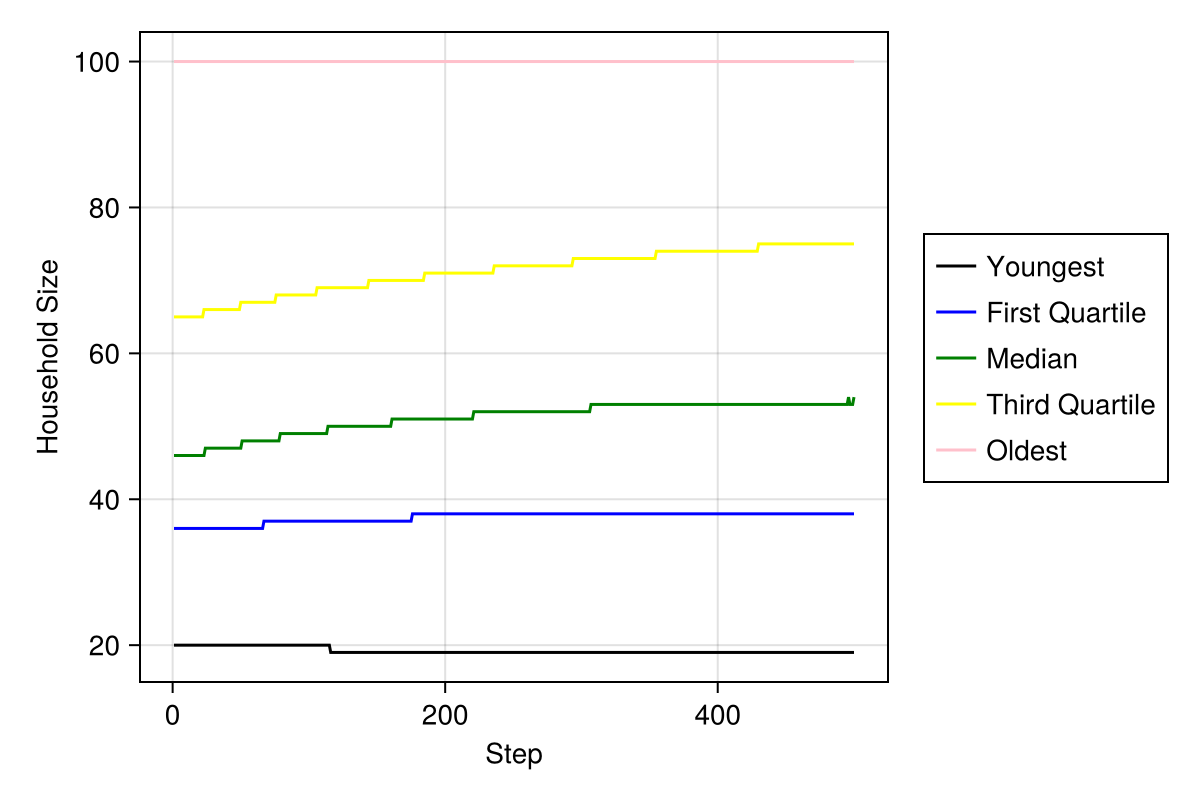 100
80
60
40
20
Household Size
0 200 400
Step
Youngest
First Quartile
Median
Third Quartile
Oldest